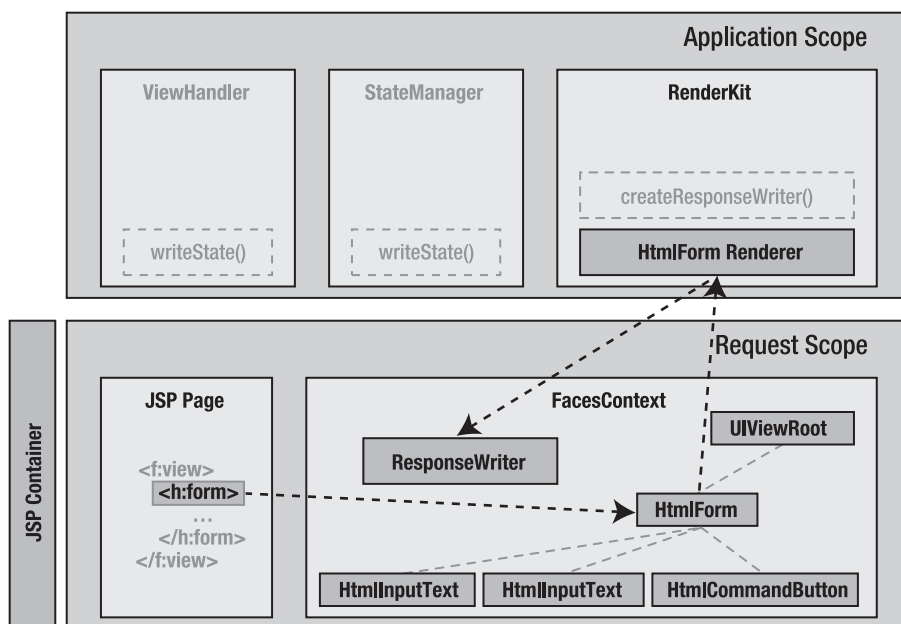 Application Scope
ViewHandler
writeState()
StateManager
writeState()
RenderKit
createResponseWriter()
HtmlForm Renderer
JSP Container
Request Scope
JSP Page
<f:view>
<h:form>
...
</h:form>
</f:view>
FacesContext
ResponseWriter
UIViewRoot
HtmlForm
HtmlInputText
HtmlInputText
HtmlCommandButton